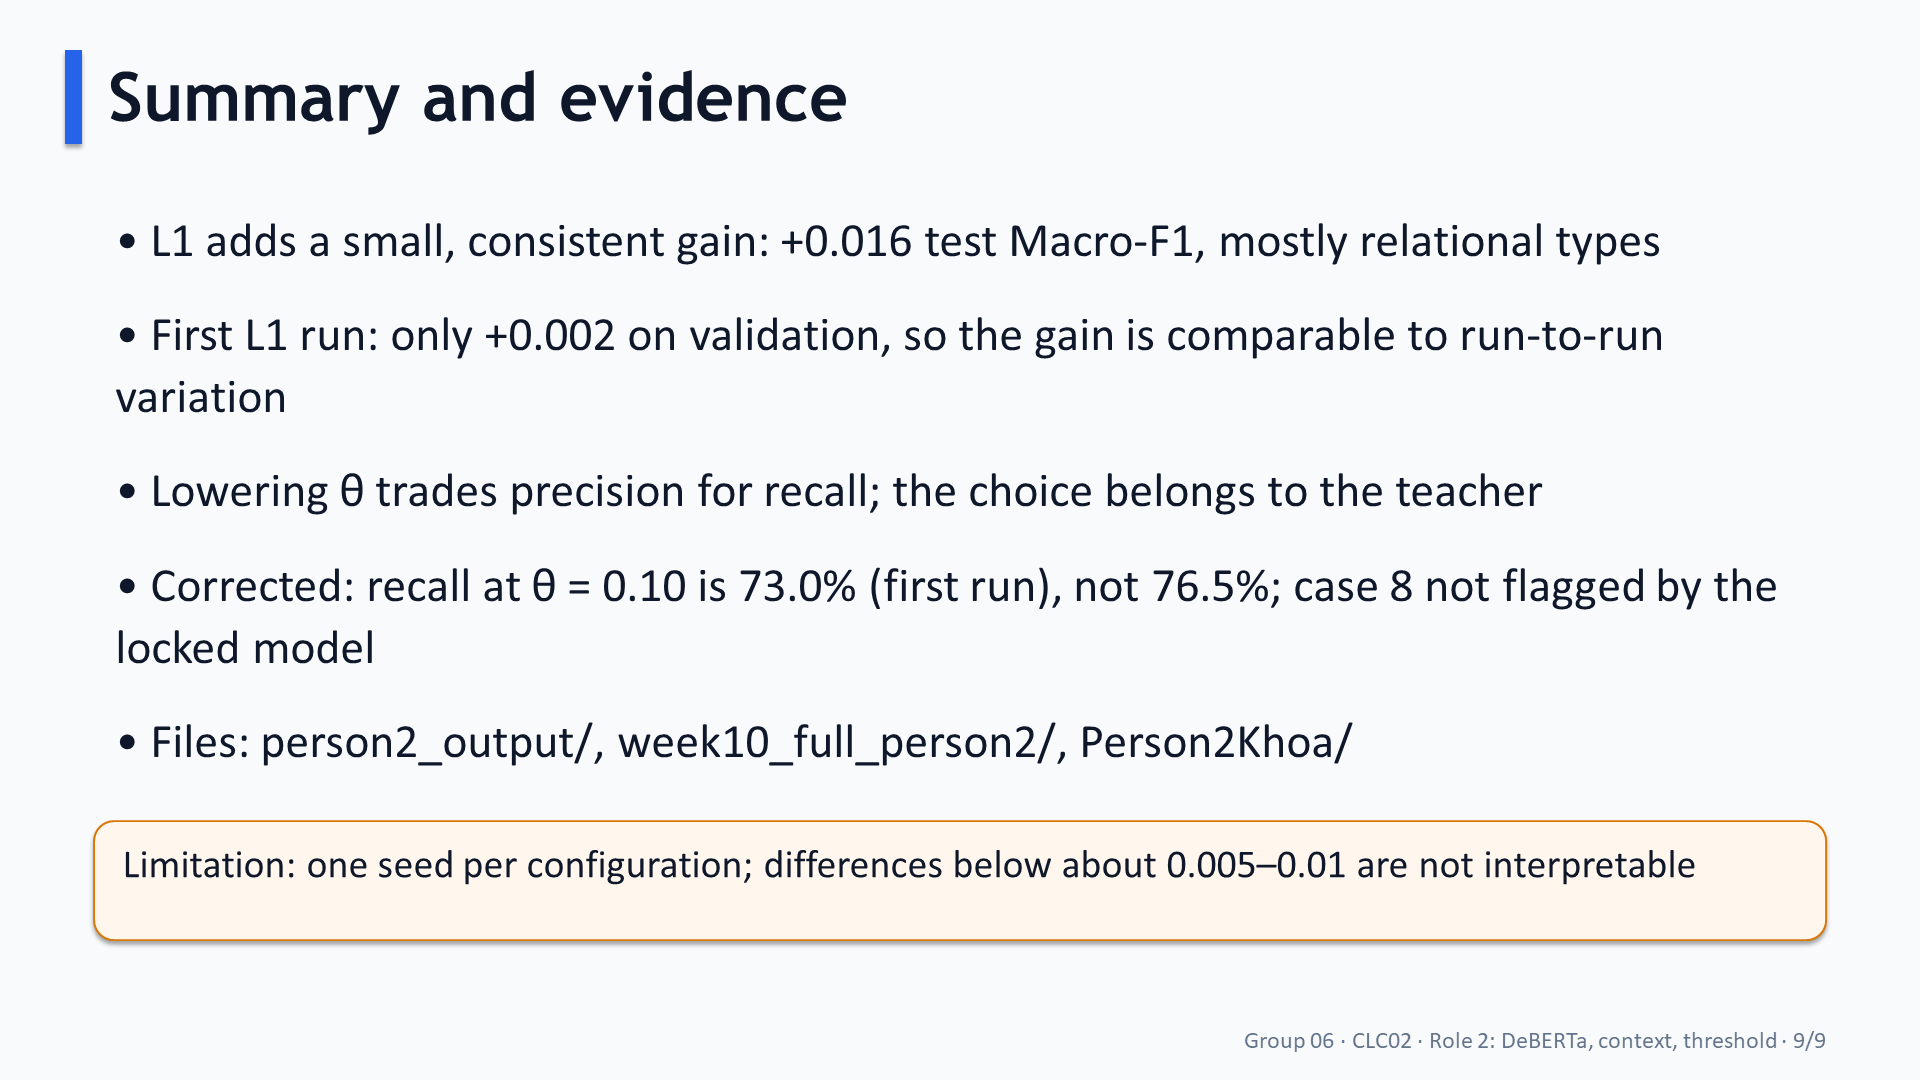 Summary and evidence
• L1 adds a small, consistent gain: +0.016 test Macro-F1, mostly relational types
• First L1 run: only +0.002 on validation, so the gain is comparable to run-to-run
variation
• Lowering θ trades precision for recall; the choice belongs to the teacher
• Corrected: recall at θ = 0.10 is 73.0% (first run), not 76.5%; case 8 not flagged by the
locked model
• Files: person2_output/, week10_full_person2/, Person2Khoa/
Limitation: one seed per configuration; differences below about 0.005–0.01 are not interpretable
Group 06 · CLC02 · Role 2: DeBERTa, context, threshold · 9/9